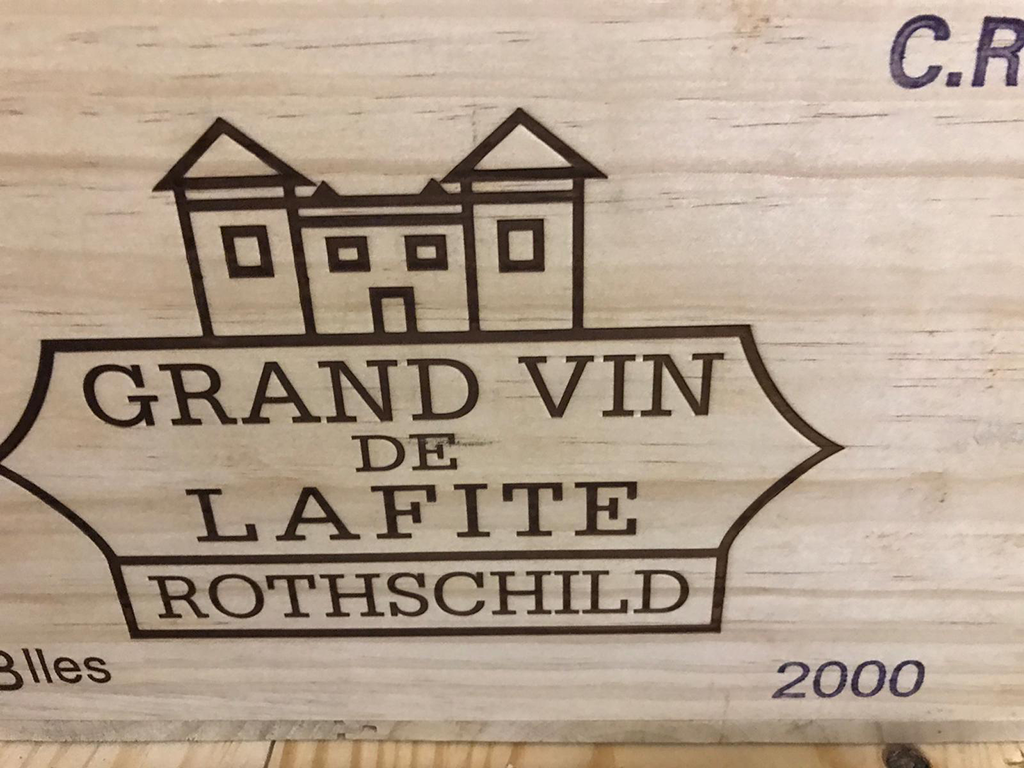 C.R
GRAND VIN
DE
LAFITE
ROTHSCHILD
Blles
2000